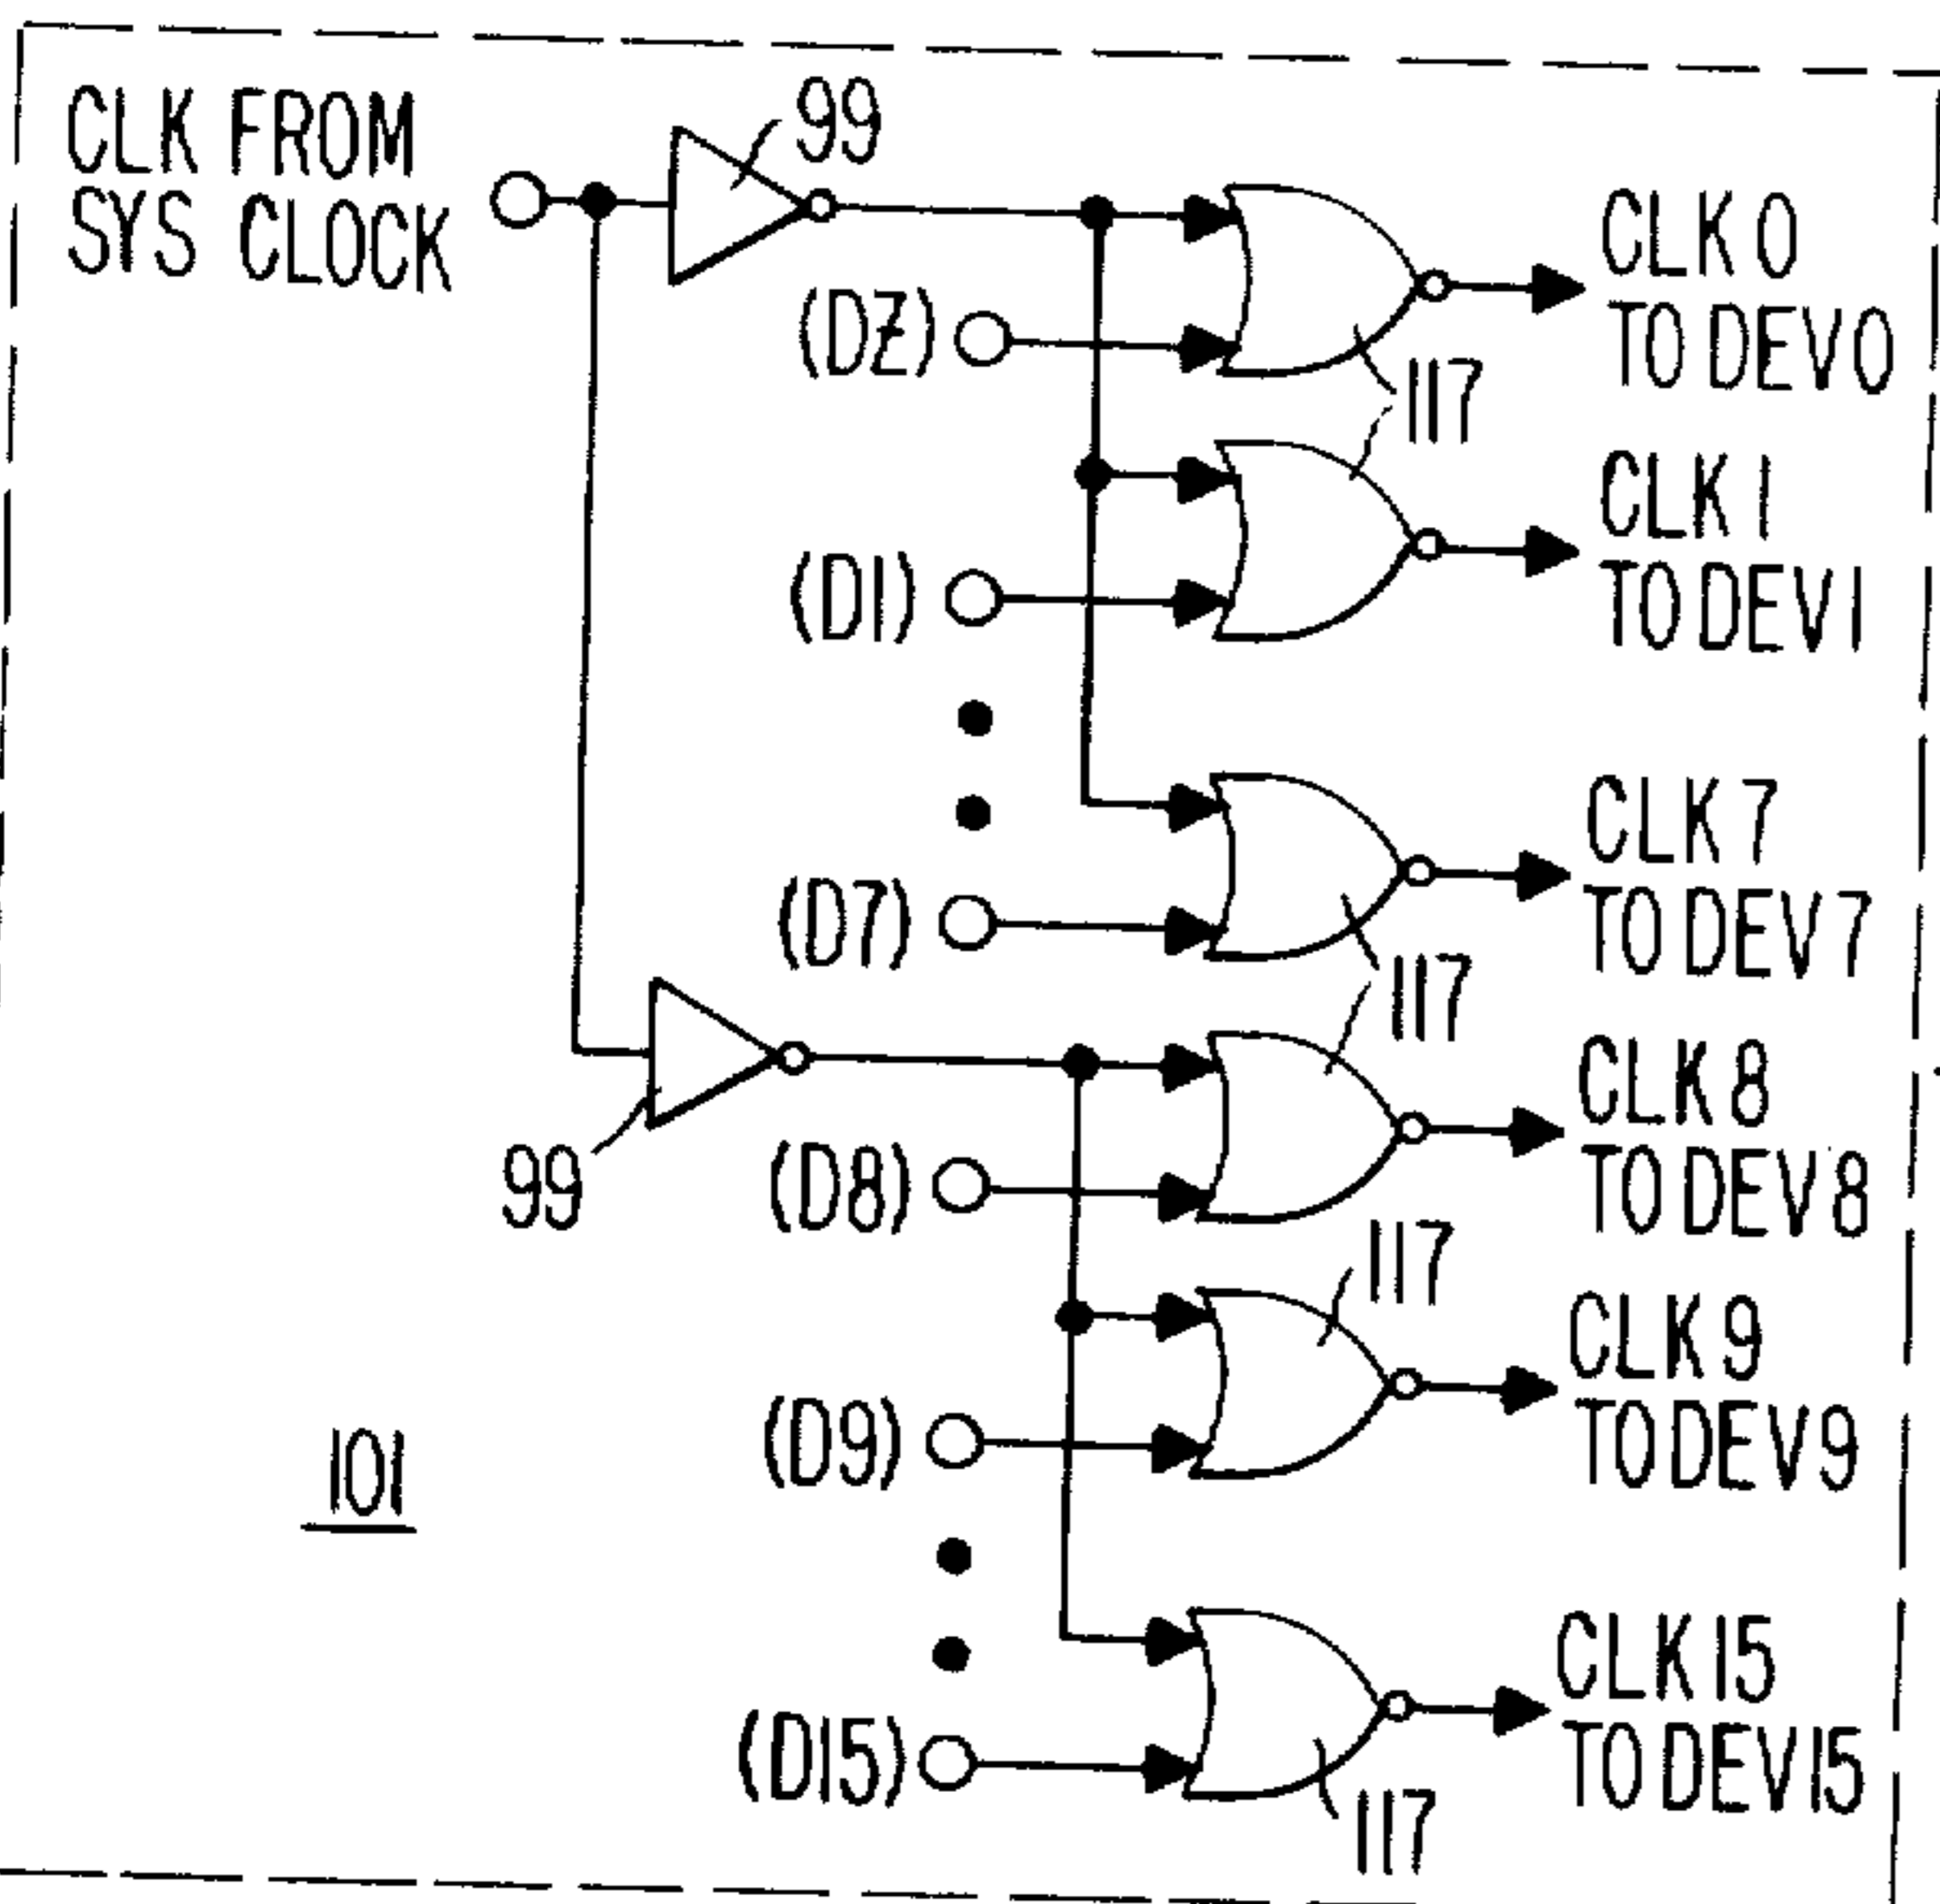 CLK FROM
SYS CLOCK
99
(DZ)
CLK 0
TO DEV 0
117
(D1)
CLK 1
TO DEV 1
(D7)
CLK 7
TO DEV 7
117
99
(D8)
CLK 8
TO DEV 8
117
(D9)
CLK 9
TO DEV 9
101
(D15)
CLK 15
TO DEV 15
117